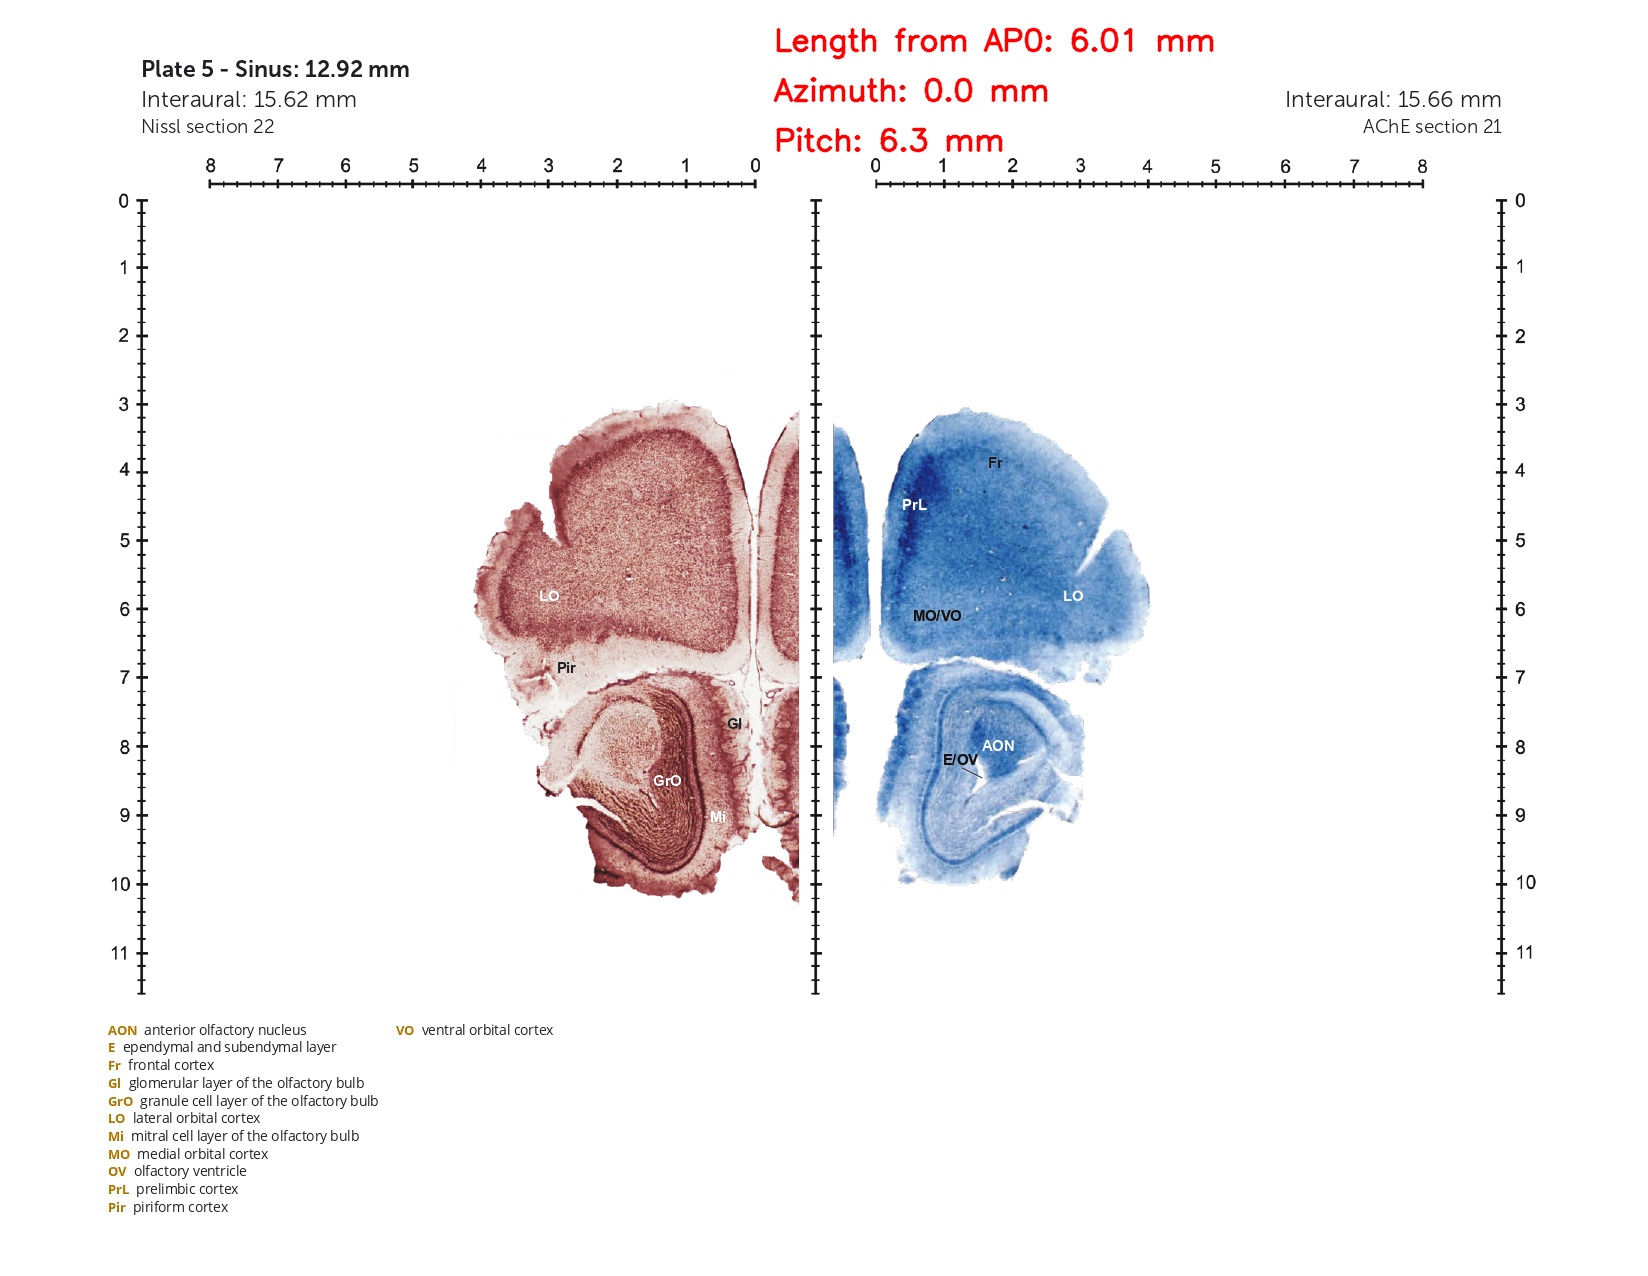 Length from AP0: 6.01 mm
Plate 5 - Sinus: 12.92 mm
Azimuth: 0.0 mm
Interaural: 15.62 mm
Interaural: 15.66 mm
Nissl section 22
AChE section 21
Pitch: 6.3 mm
8 7 6 5 4 3 2 1 0
0 1 2 3 4 5 6 7 8
0 0
1 1
2 2
3 3
Fr
4 4
PrL
5 5
LO LO
6 6
MO/VO
Pir
7 7
Gl
8 8
AON
E/OV
GrO
9 9
Mi
10 10
11 11
AON anterior olfactory nucleus
E ependymal and subendymal layer
Fr frontal cortex
Gl glomerular layer of the olfactory bulb
GrO granule cell layer of the olfactory bulb
LO lateral orbital cortex
Mi mitral cell layer of the olfactory bulb
MO medial orbital cortex
OV olfactory ventricle
PrL prelimbic cortex
Pir piriform cortex
VO ventral orbital cortex